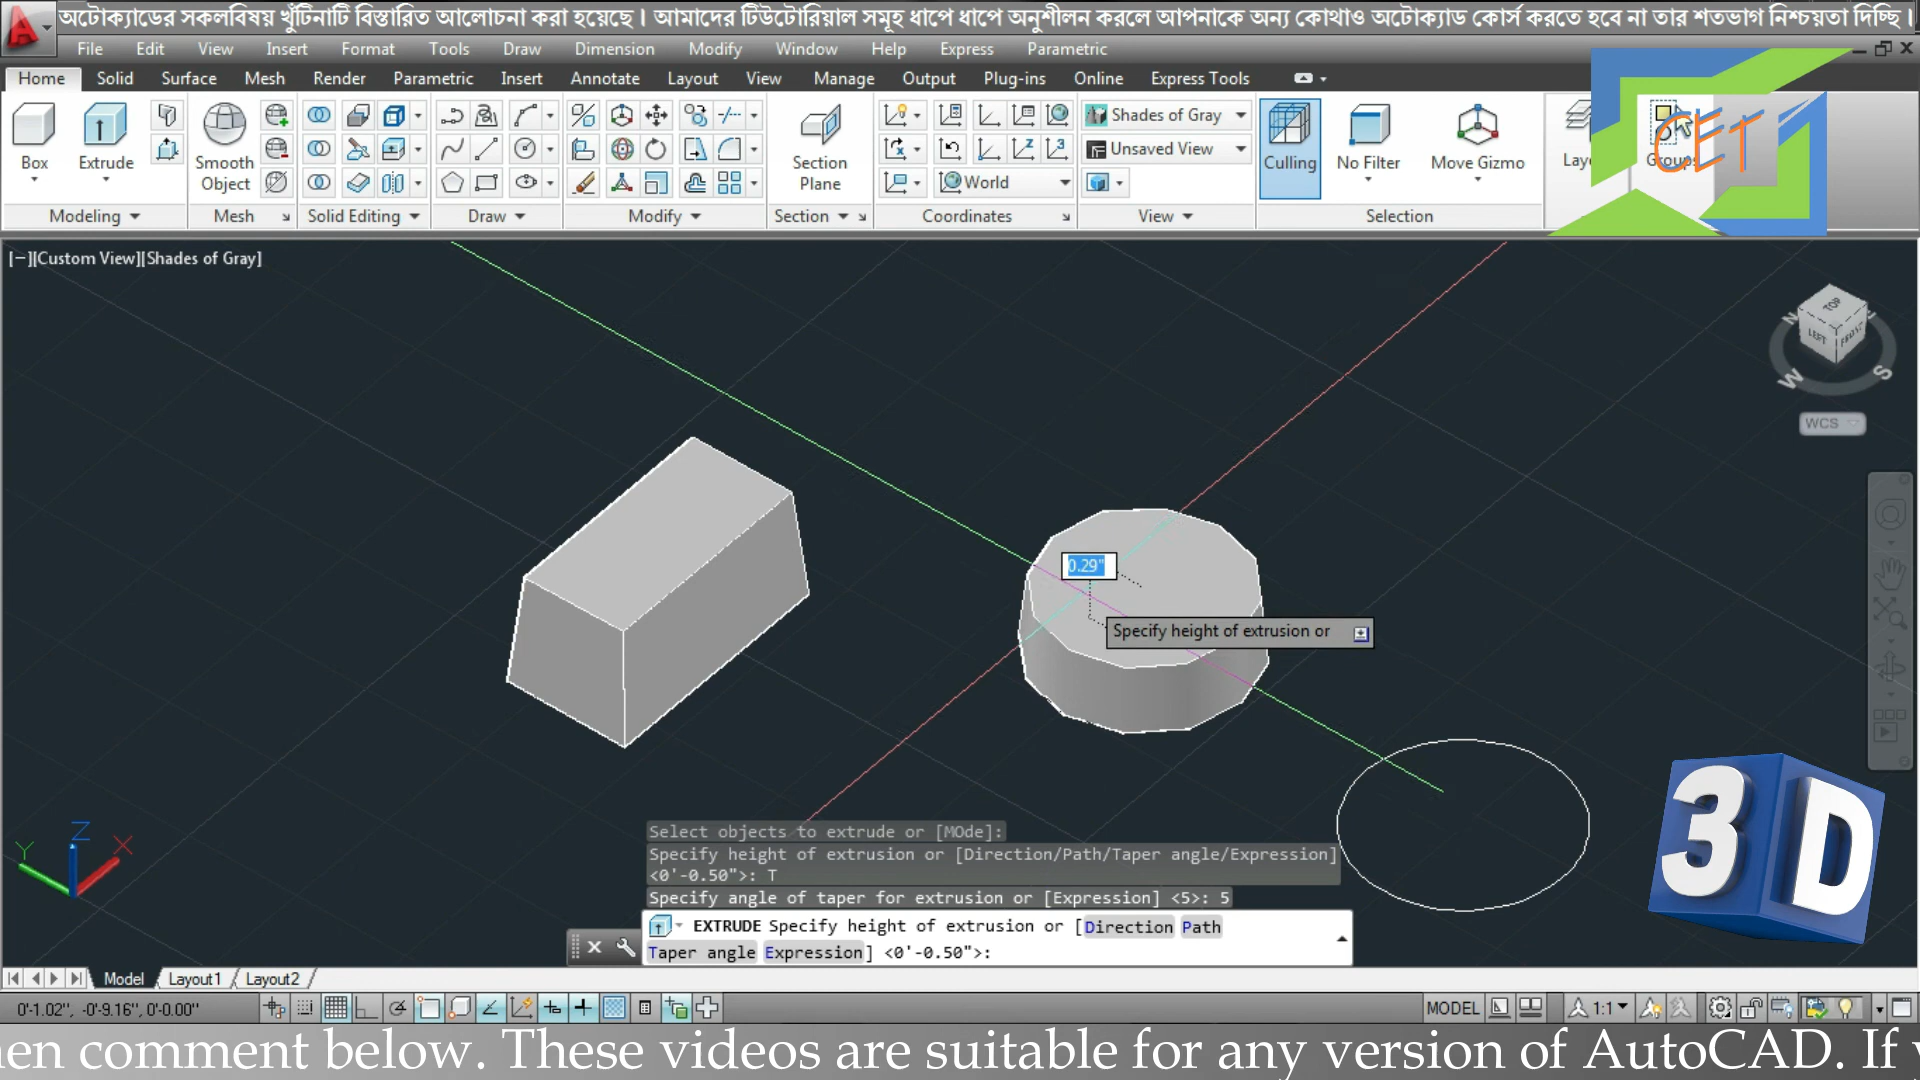 অটোক্যাডের সকলবিষয় খুঁটিনাটি বিস্তারিত আলোচনা করা হয়েছে। আমাদের টিউটোরিয়াল সমূহ ধাপে ধাপে অনুশীলন করলে আপনাকে অন্য কোথাও অটোক্যাড কোর্স করতে হবে না তার শতভাগ নিশ্চয়তা দিচ্ছি।
File Edit View Insert Format Tools Draw Dimension Modify Window Help Express Parametric
Home Solid Surface Mesh Render Parametric Insert Annotate Layout View Manage Output Plug-ins Online Express Tools
Shades of Gray
Unsaved View
World
Box Extrude Smooth Object Section Plane Culling No Filter Move Gizmo Groups
CET
Modeling Mesh Solid Editing Draw Modify Section Coordinates View Selection
[−][Custom View][Shades of Gray]
TOP
LEFT FRONT
N
W S
WCS
0.29"
Specify height of extrusion or
Z
Y X
3D
Select objects to extrude or [MOde]:
Specify height of extrusion or [Direction/Path/Taper angle/Expression]
<0'-0.50">: T
Specify angle of taper for extrusion or [Expression] <5>: 5
EXTRUDE Specify height of extrusion or [Direction Path
Taper angle Expression] <0'-0.50">:
Model Layout1 Layout2
0'-1.02", -0'-9.16", 0'-0.00" MODEL 1:1
comment below. These videos are suitable for any version of AutoCAD. If